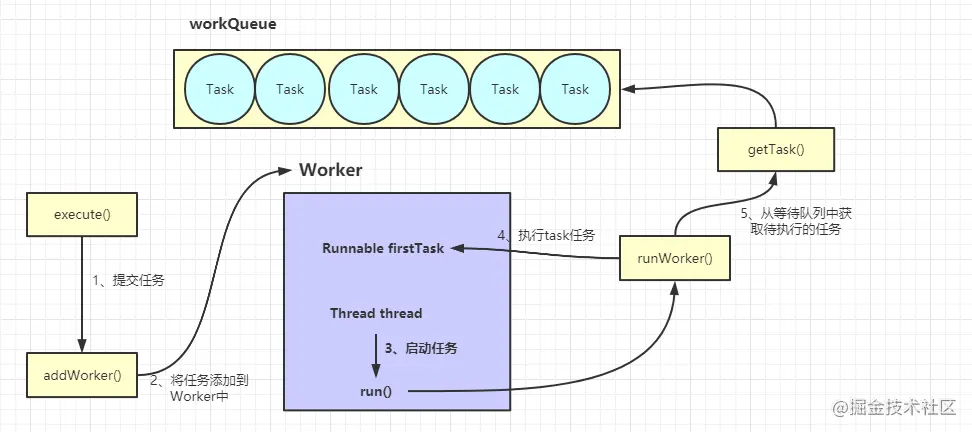 workQueue
Task Task Task Task Task Task
getTask()
Worker
execute()
5、从等待队列中获
取待执行的任务
4、执行task任务
Runnable firstTask
runWorker()
1、提交任务
Thread thread
3、启动任务
addWorker()
2、将任务添加到
Worker中
run()
@掘金技术社区